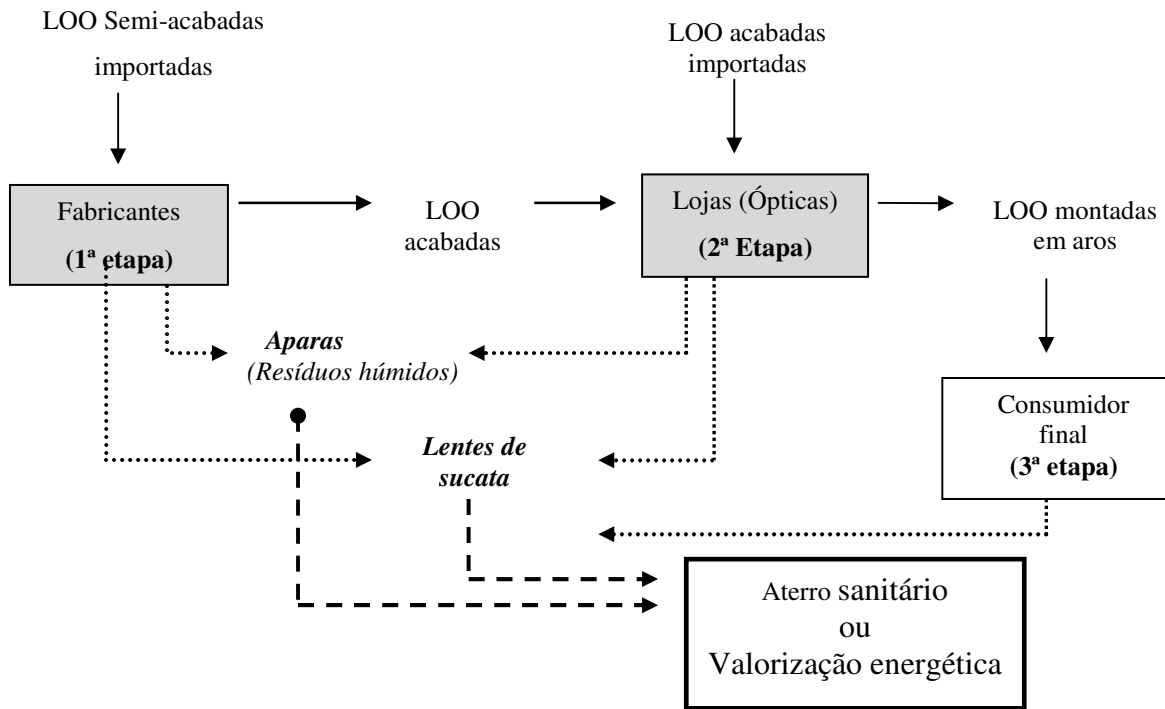 LOO Semi-acabadas
importadas
LOO acabadas
importadas
Fabricantes
(1ª etapa)
LOO
acabadas
Lojas (Ópticas)
(2ª Etapa)
LOO montadas
em aros
Aparas
(Resíduos húmidos)
Lentes de
sucata
Consumidor
final
(3ª etapa)
Aterro sanitário
ou
Valorização energética